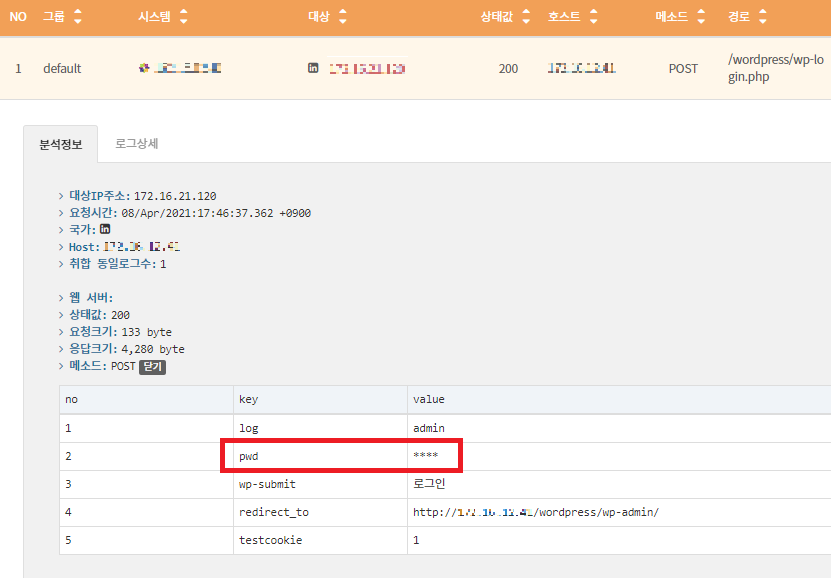 NO 그룹 시스템 대상 상태값 호스트 메소드 경로
1 default 200 POST /wordpress/wp-lo
gin.php
분석정보 로그상세
> 대상IP주소: 172.16.21.120
> 요청시간: 08/Apr/2021:17:46:37.362 +0900
> 국가: in
> Host:
> 취합 동일로그수: 1
> 웹 서버:
> 상태값: 200
> 요청크기: 133 byte
> 응답크기: 4,280 byte
> 메소드: POST 닫기
no key value
1 log admin
2 pwd ****
3 wp-submit 로그인
4 redirect_to http:// /wordpress/wp-admin/
5 testcookie 1